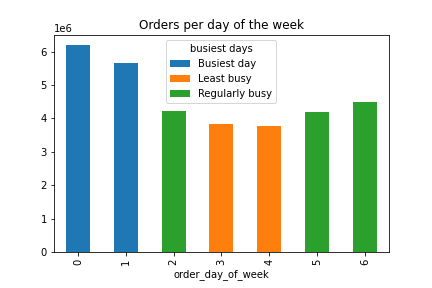 Orders per day of the week
1e6
busiest days
Busiest day
Least busy
Regularly busy
6
5
4
3
2
1
0
0 1 2 3 4 5 6
order_day_of_week